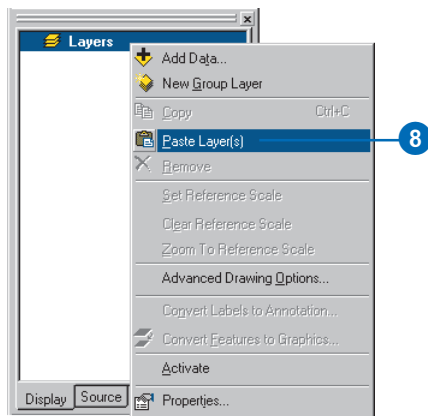 Layers
Add Data...
New Group Layer
Copy Ctrl+C
Paste Layer(s)
8
Remove
Set Reference Scale
Clear Reference Scale
Zoom To Reference Scale
Advanced Drawing Options...
Convert Labels to Annotation...
Convert Features to Graphics...
Activate
Display Source Properties...